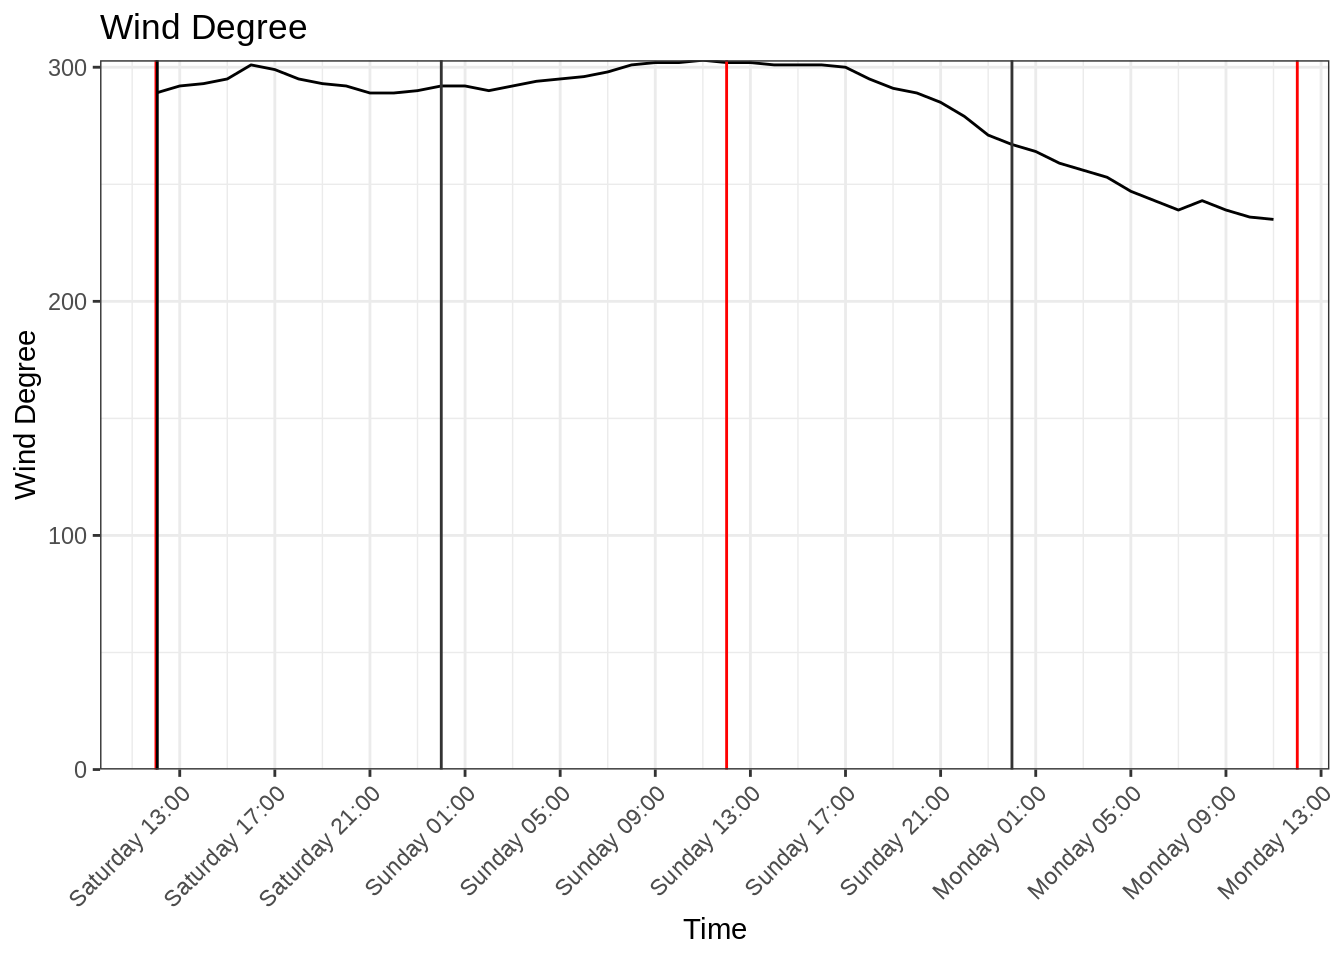 Wind Degree
300
200
100
0
Wind Degree
Saturday 13:00
Saturday 17:00
Saturday 21:00
Sunday 01:00
Sunday 05:00
Sunday 09:00
Sunday 13:00
Sunday 17:00
Sunday 21:00
Monday 01:00
Monday 05:00
Monday 09:00
Monday 13:00
Time